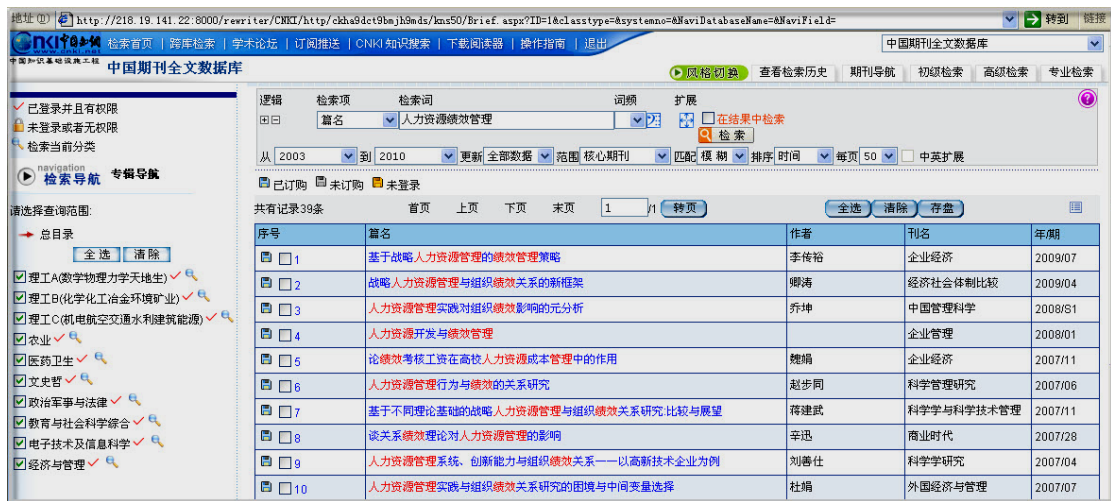 地址(D) http://218.19.141.22:8000/rewriter/CNKI/http/ckha9dct9bmjh9mds/kns50/Brief.aspx?ID=1&classtype=&systemno=&NaviDatabaseName=&NaviField= 转到 链接
检索首页 | 跨库检索 | 学术论坛 | 订阅推送 | CNKI知识搜索 | 下载阅读器 | 操作指南 | 退出 中国期刊全文数据库
www.cnki.net
中国知识基础设施工程 中国期刊全文数据库 风格切换 查看检索历史 期刊导航 初级检索 高级检索 专业检索
已登录并且有权限
未登录或者无权限
检索当前分类
navigation
检索导航 专辑导航
请选择查询范围:
总目录
全选 清除
理工A(数学物理力学天地生)
理工B(化学化工冶金环境矿业)
理工C(机电航空交通水利建筑能源)
农业
医药卫生
文史哲
政治军事与法律
教育与社会科学综合
电子技术及信息科学
经济与管理
逻辑 检索项 检索词 词频 扩展
篇名 人力资源绩效管理 在结果中检索
检索
从 2003 到 2010 更新 全部数据 范围 核心期刊 匹配 模糊 排序 时间 每页 50 中英扩展
已订购 未订购 未登录
共有记录39条 首页 上页 下页 末页 1 /1 转页 全选 清除 存盘
序号 篇名 作者 刊名 年/期
1 基于战略人力资源管理的绩效管理策略 李传裕 企业经济 2009/07
2 战略人力资源管理与组织绩效关系的新框架 卿涛 经济社会体制比较 2009/04
3 人力资源管理实践对组织绩效影响的元分析 乔坤 中国管理科学 2008/S1
4 人力资源开发与绩效管理 企业管理 2008/01
5 论绩效考核工资在高校人力资源成本管理中的作用 魏娟 企业经济 2007/11
6 人力资源管理行为与绩效的关系研究 赵步同 科学管理研究 2007/06
7 基于不同理论基础的战略人力资源管理与组织绩效关系研究:比较与展望 蒋建武 科学学与科学技术管理 2007/11
8 谈关系绩效理论对人力资源管理的影响 辛迅 商业时代 2007/28
9 人力资源管理系统、创新能力与组织绩效关系——以高新技术企业为例 刘善仕 科学学研究 2007/04
10 人力资源管理实践与组织绩效关系研究的困境与中间变量选择 杜娟 外国经济与管理 2007/07